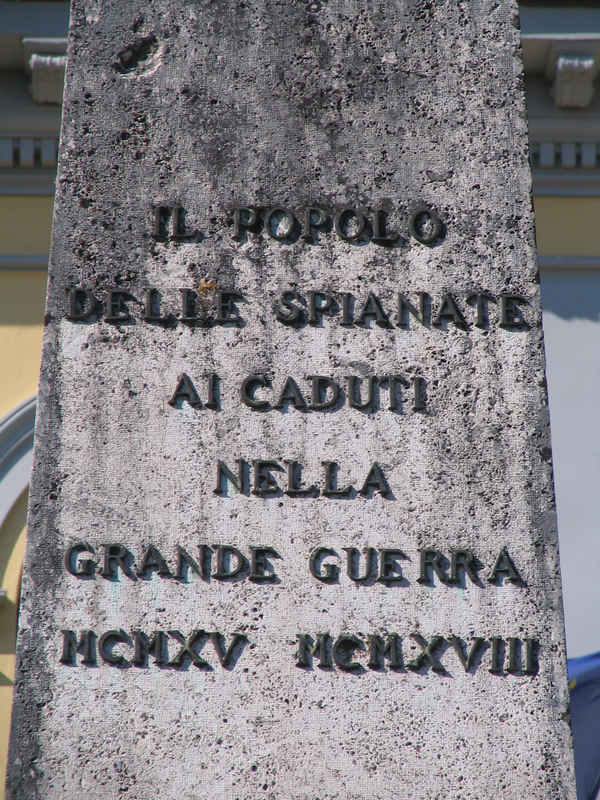 IL POPOLO
DELLE SPIANATE
AI CADUTI
NELLA
GRANDE GUERRA
MCMXV MCMXVIII